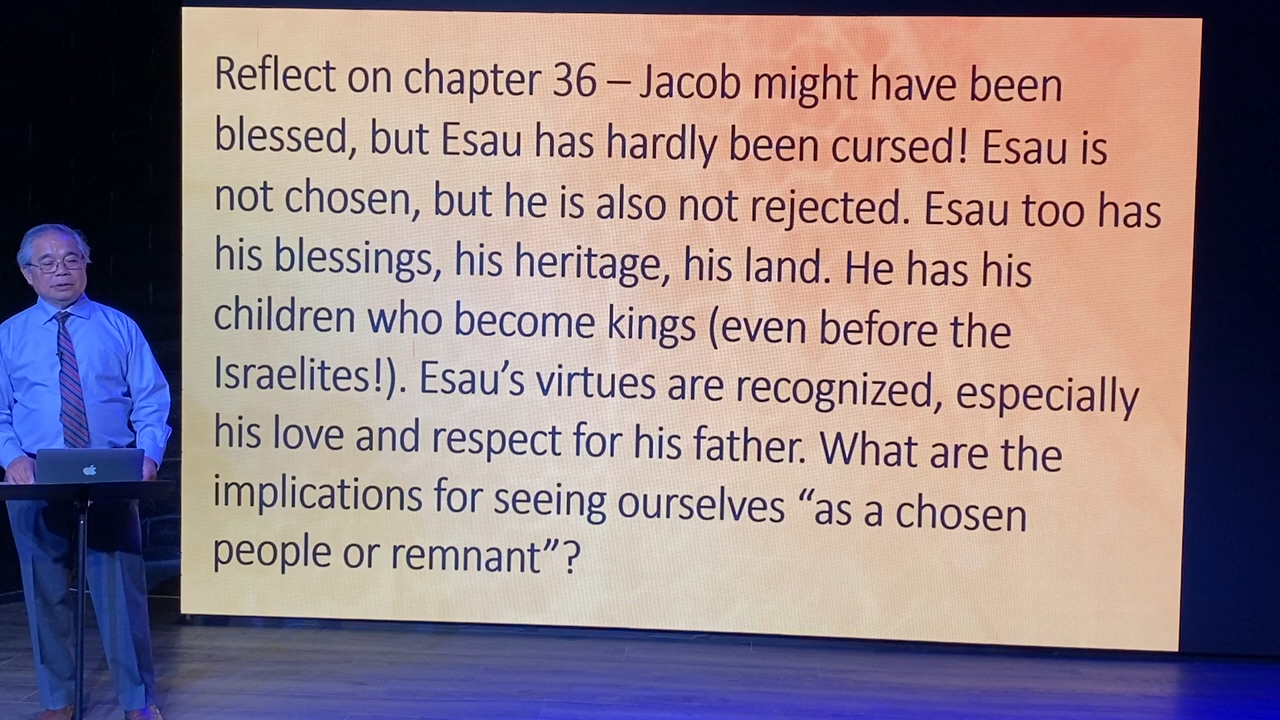 Reflect on chapter 36 – Jacob might have been
blessed, but Esau has hardly been cursed! Esau is
not chosen, but he is also not rejected. Esau too has
his blessings, his heritage, his land. He has his
children who become kings (even before the
Israelites!). Esau’s virtues are recognized, especially
his love and respect for his father. What are the
implications for seeing ourselves “as a chosen
people or remnant”?